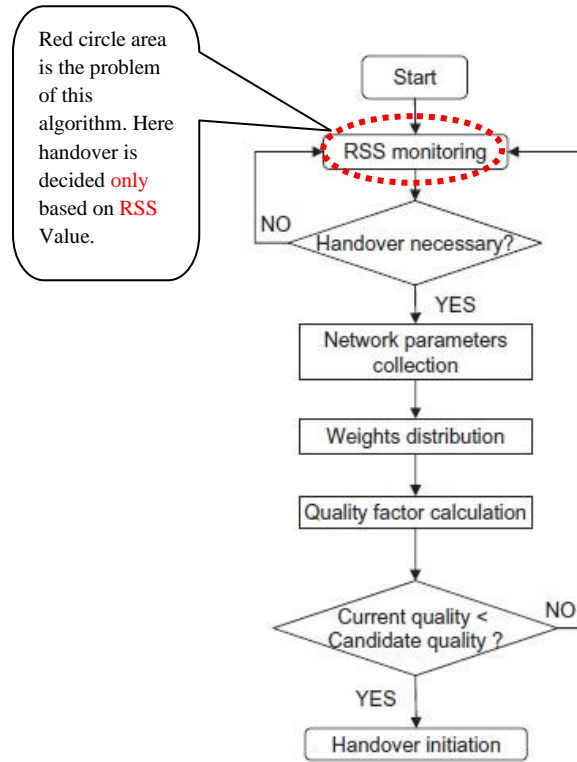 Red circle area
is the problem
of this
algorithm. Here
handover is
decided only
based on RSS
Value.
Start
RSS monitoring
NO
Handover necessary?
YES
Network parameters
collection
Weights distribution
Quality factor calculation
Current quality <
Candidate quality ?
NO
YES
Handover initiation